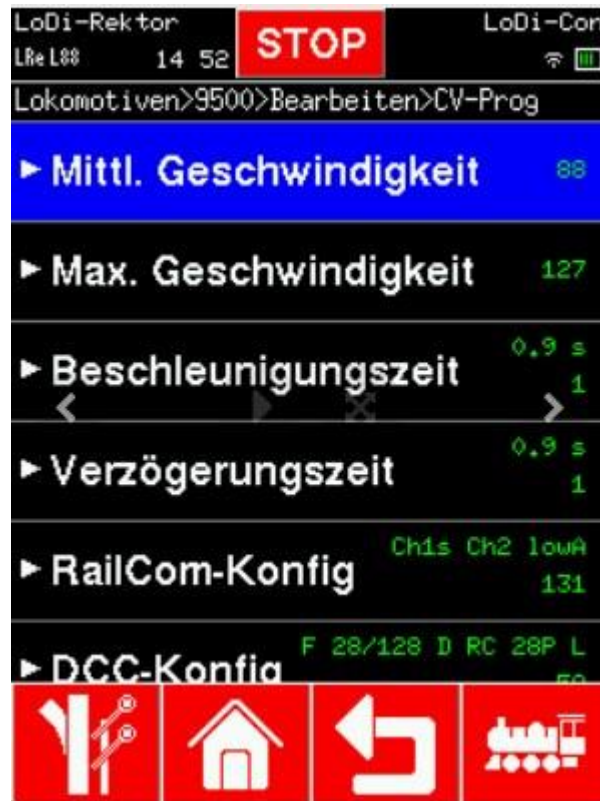 LoDi-Rektor LoDi-Con
LRe L88 14 52 STOP
Lokomotiven>9500>Bearbeiten>CV-Prog
Mittl. Geschwindigkeit 88
Max. Geschwindigkeit 127
Beschleunigungszeit 0.9 s
1
Verzögerungszeit 0.9 s
1
RailCom-Konfig Ch1s Ch2 lowA
131
DCC-Konfig F 28/128 D RC 28P L